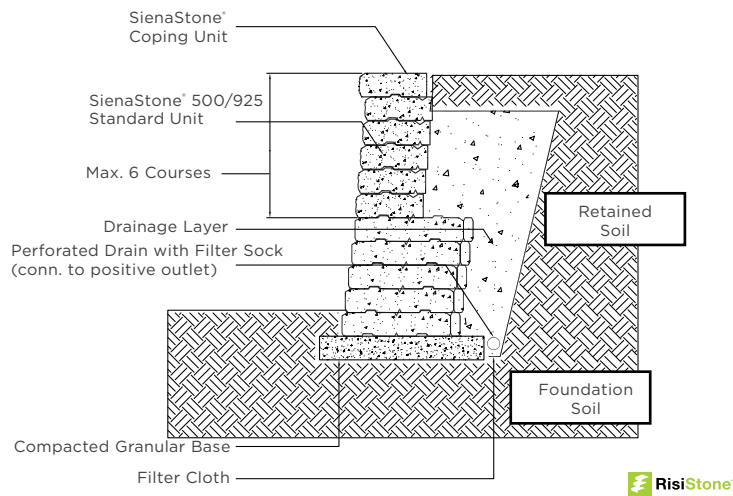 SienaStone®
Coping Unit
SienaStone® 500/925
Standard Unit
Max. 6 Courses
Drainage Layer
Perforated Drain with Filter Sock
(conn. to positive outlet)
Retained
Soil
Foundation
Soil
Compacted Granular Base
Filter Cloth
RisiStone